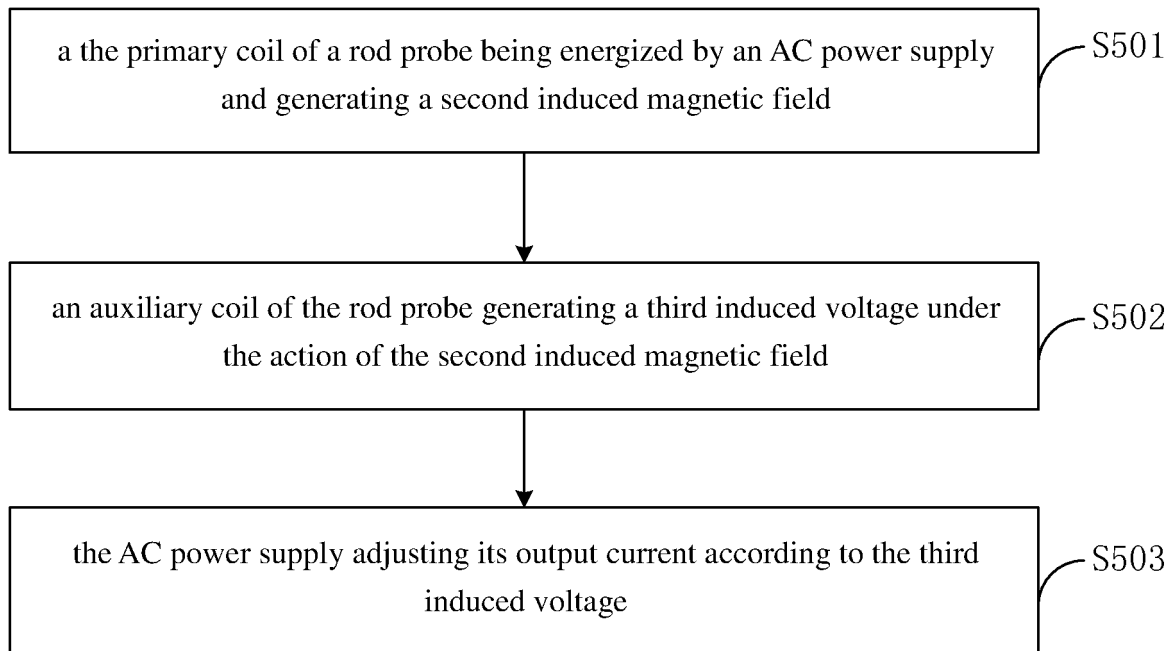 a the primary coil of a rod probe being energized by an AC power supply
and generating a second induced magnetic field
S501
an auxiliary coil of the rod probe generating a third induced voltage under
the action of the second induced magnetic field
S502
the AC power supply adjusting its output current according to the third
induced voltage
S503